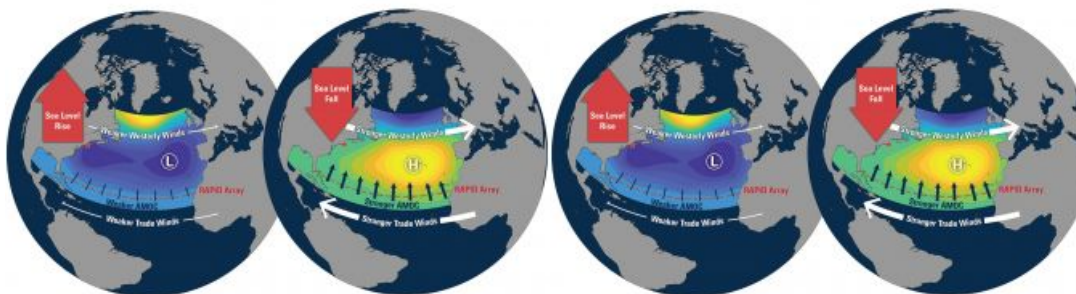 Sea Level
Rise
Weaker Westerly Winds
L
RAPID Array
Weaker AMOC
Weaker Trade Winds
Sea Level
Fall
Stronger Westerly Winds
H
RAPID Array
Stronger AMOC
Stronger Trade Winds
Sea Level
Rise
Weaker Westerly Winds
L
RAPID Array
Weaker AMOC
Weaker Trade Winds
Sea Level
Fall
Stronger Westerly Winds
H
RAPID Array
Stronger AMOC
Stronger Trade Winds